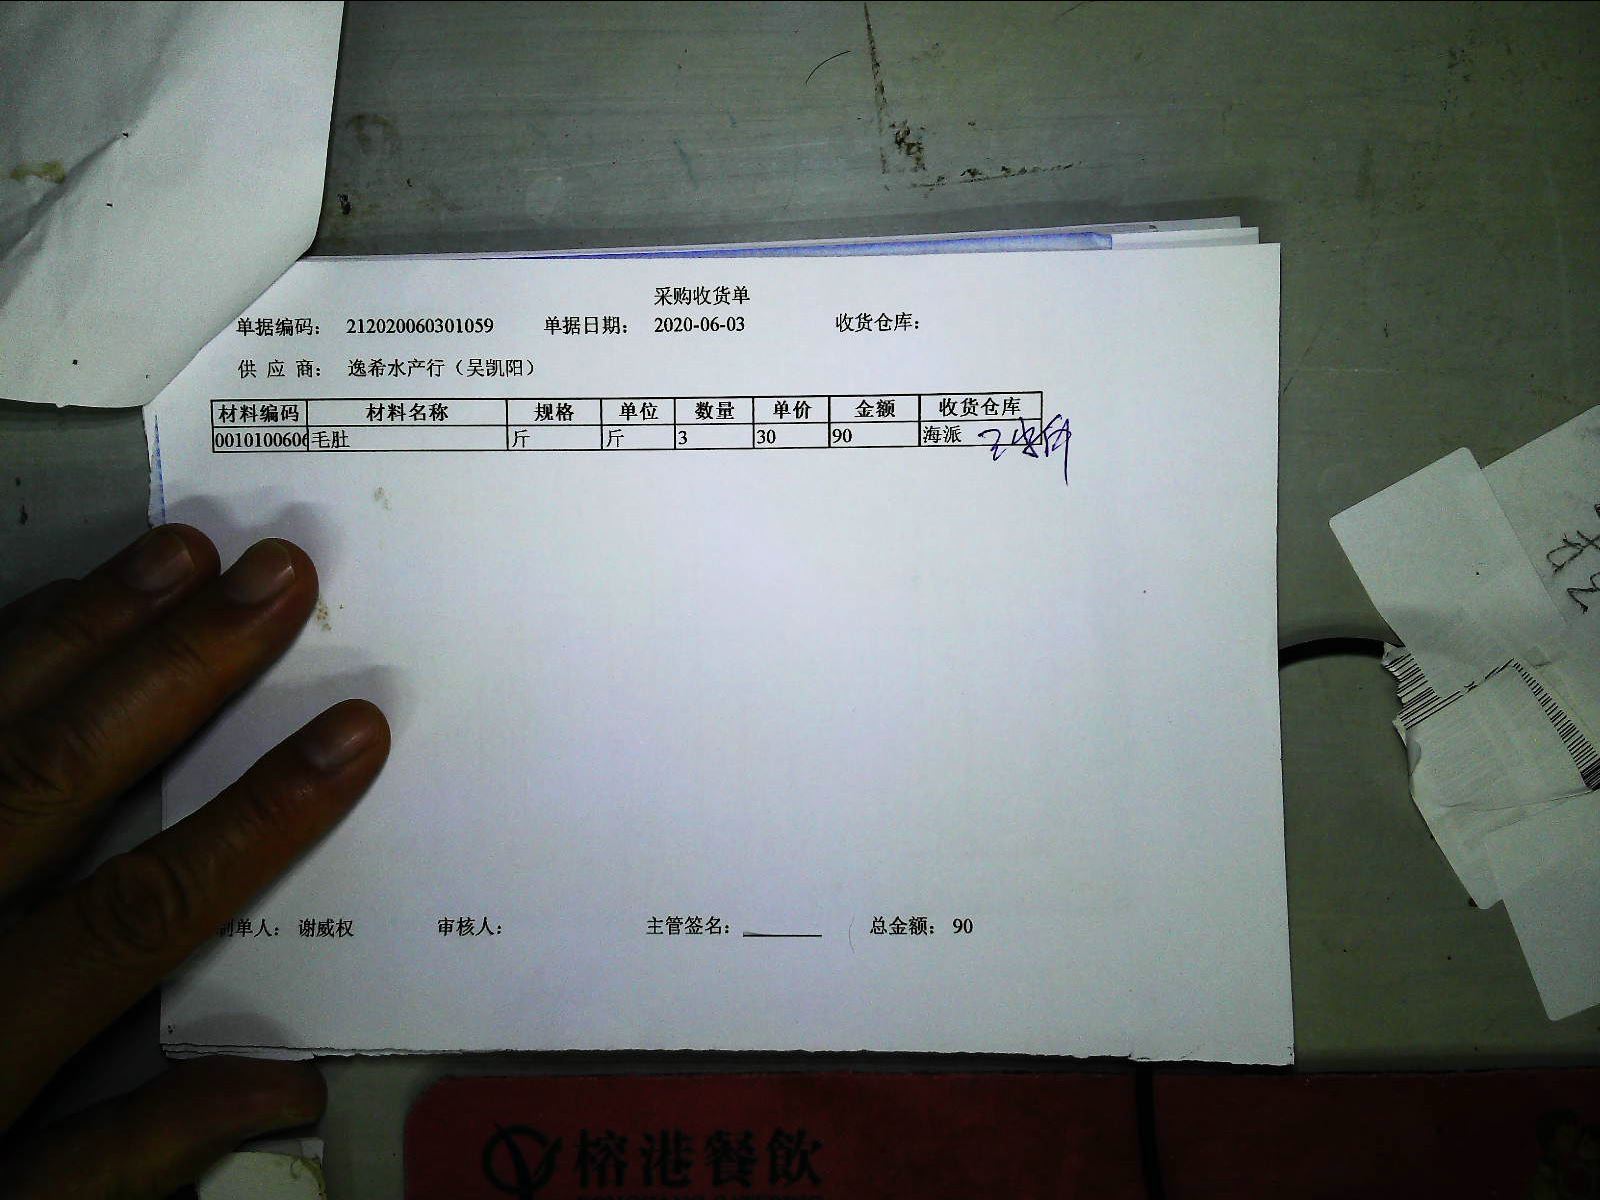 采购收货单
单据编码： 212020060301059 单据日期： 2020-06-03 收货仓库：
供 应 商： 逸希水产行（吴凯阳）
材料编码 材料名称 规格 单位 数量 单价 金额 收货仓库
0010100606 毛肚 斤 斤 3 30 90 海派
制单人： 谢威权 审核人： 主管签名： 总金额： 90
榕港餐飲